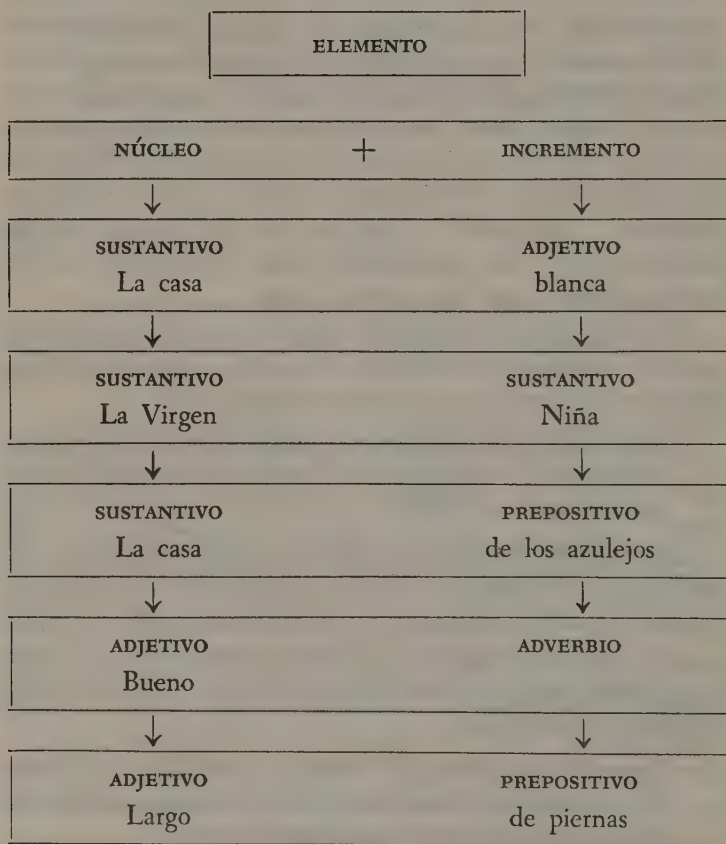 ELEMENTO
NÚCLEO + INCREMENTO
SUSTANTIVO ADJETIVO
La casa blanca
SUSTANTIVO SUSTANTIVO
La Virgen Niña
SUSTANTIVO PREPOSITIVO
La casa de los azulejos
ADJETIVO ADVERBIO
Bueno
ADJETIVO PREPOSITIVO
Largo de piernas